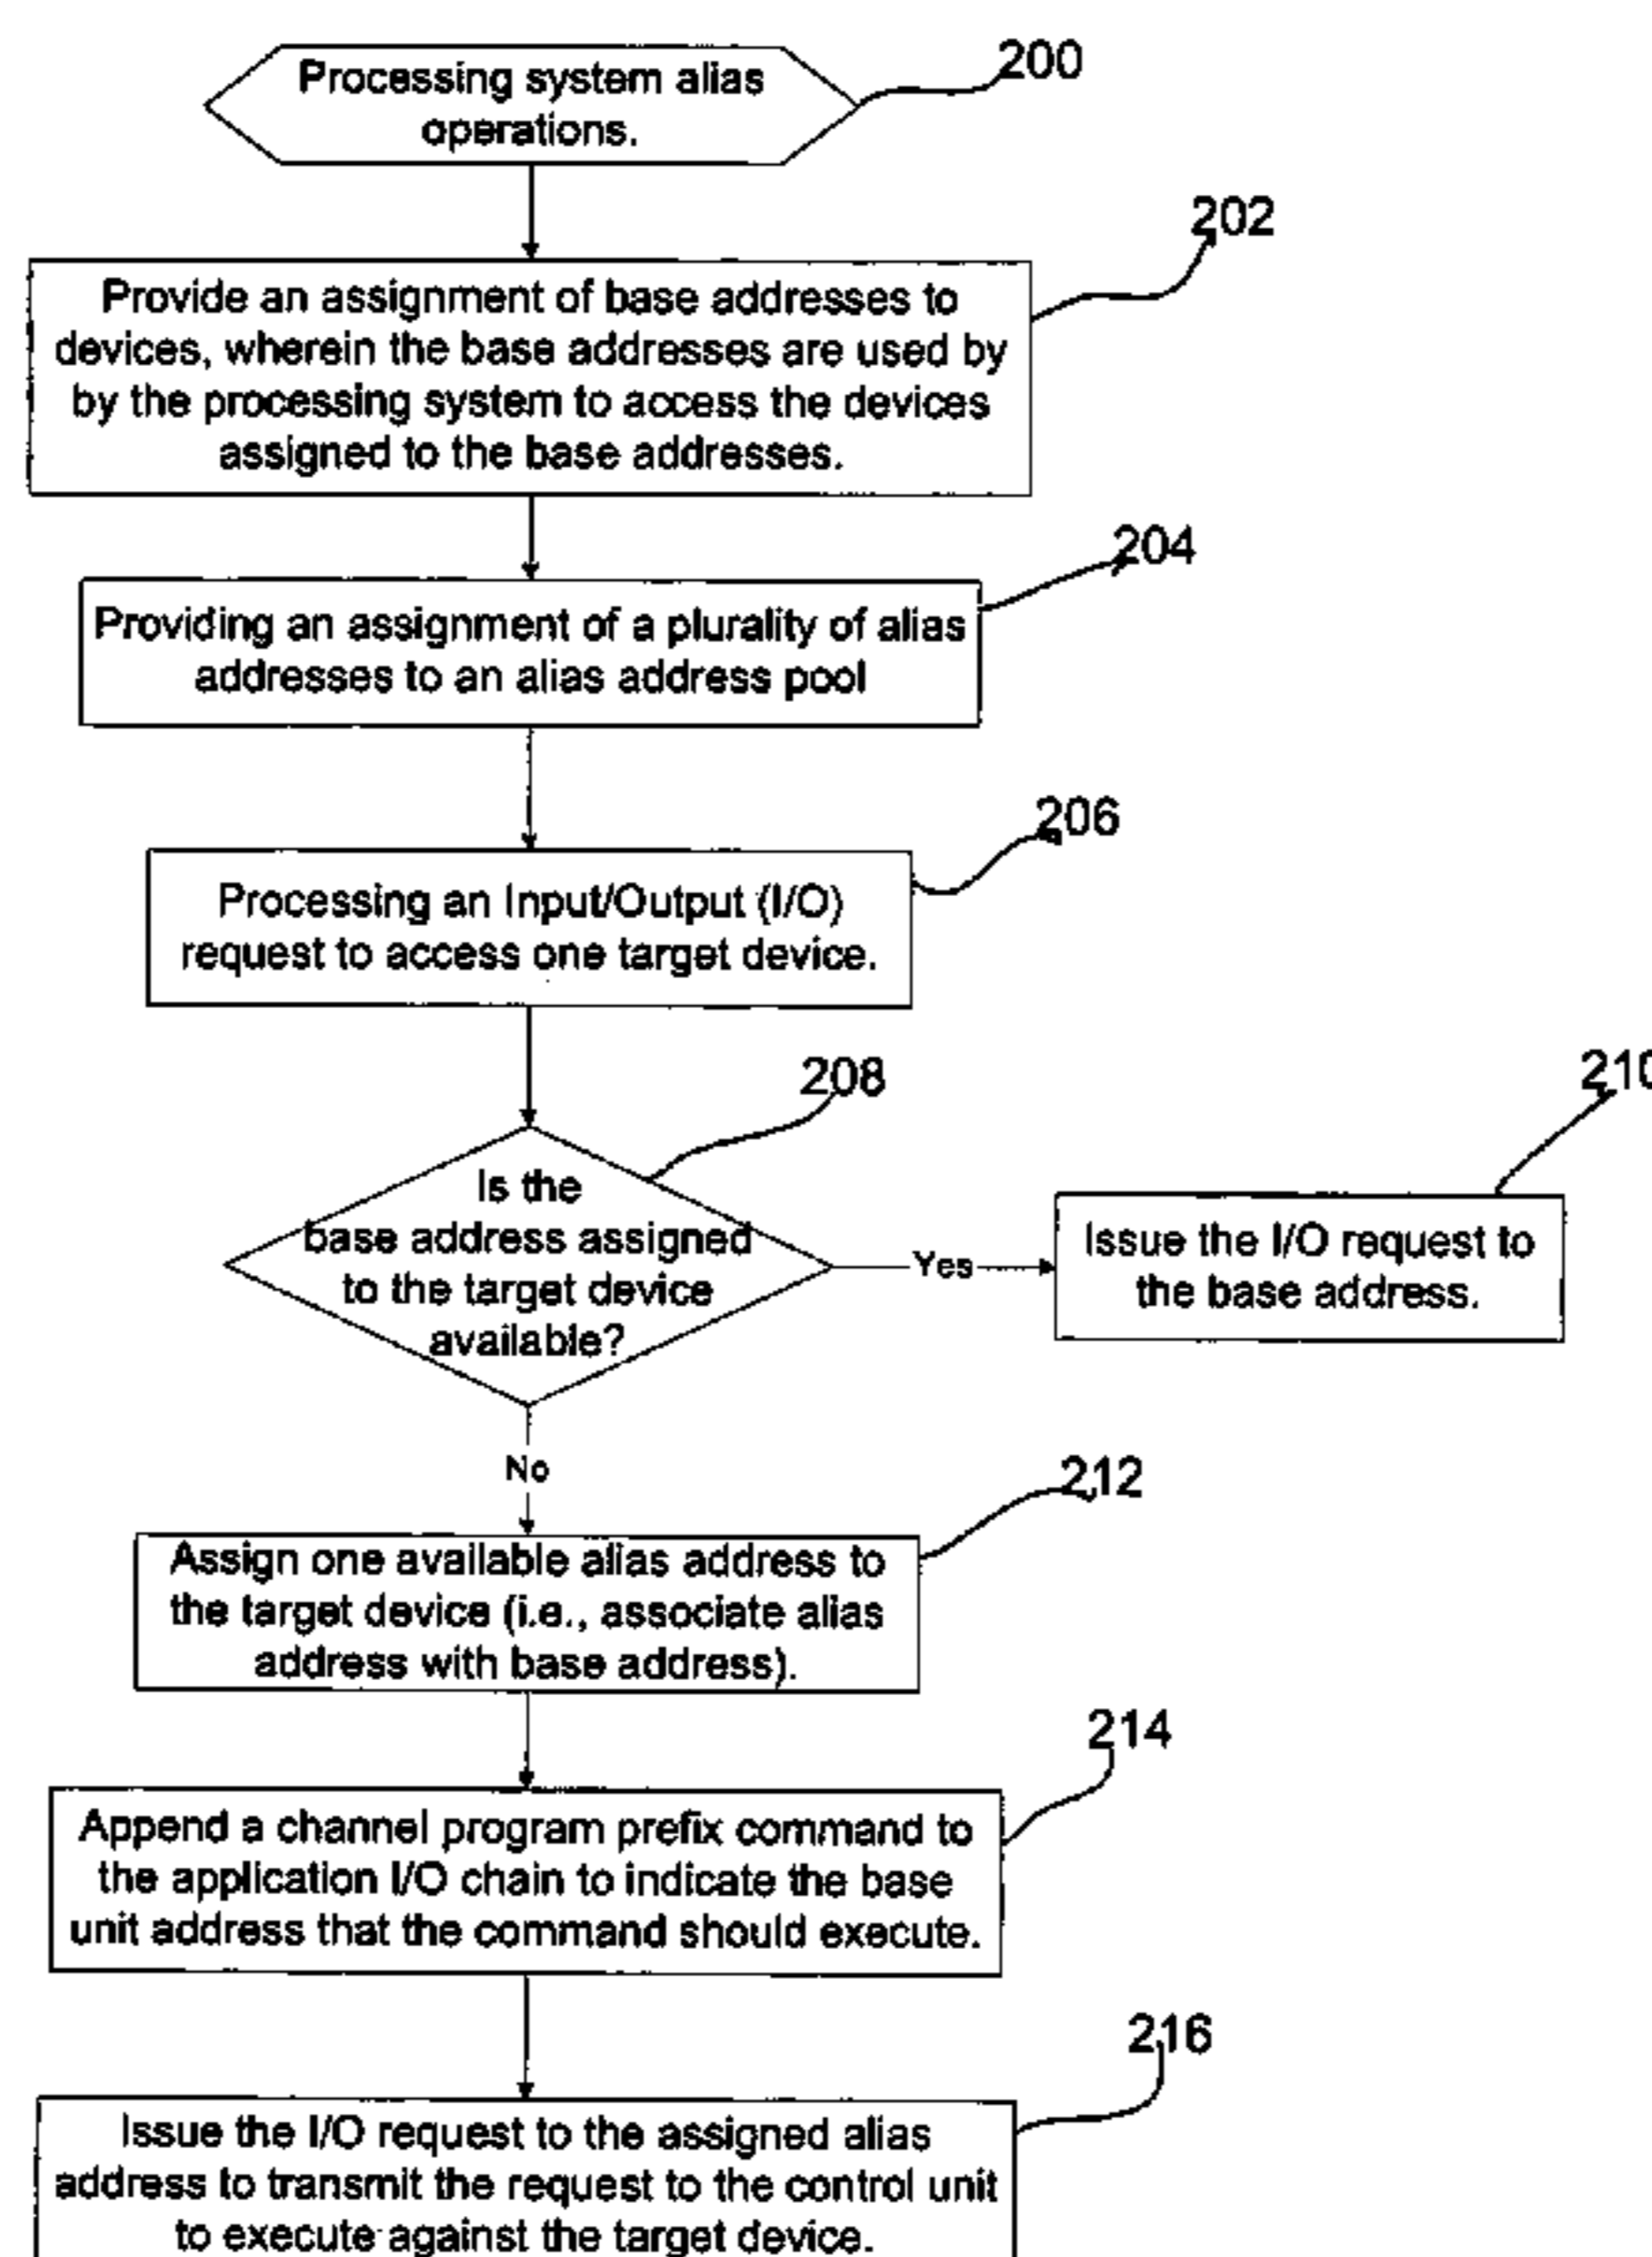 Processing system alias
operations.
200
202
Provide an assignment of base addresses to
devices, wherein the base addresses are used by
by the processing system to access the devices
assigned to the base addresses.
204
Providing an assignment of a plurality of alias
addresses to an alias address pool
206
Processing an Input/Output (I/O)
request to access one target device.
208
210
Is the
base address assigned
to the target device
available?
Yes
Issue the I/O request to
the base address.
No
212
Assign one available alias address to
the target device (i.e., associate alias
address with base address).
214
Append a channel program prefix command to
the application I/O chain to indicate the base
unit address that the command should execute.
216
Issue the I/O request to the assigned alias
address to transmit the request to the control unit
to execute against the target device.